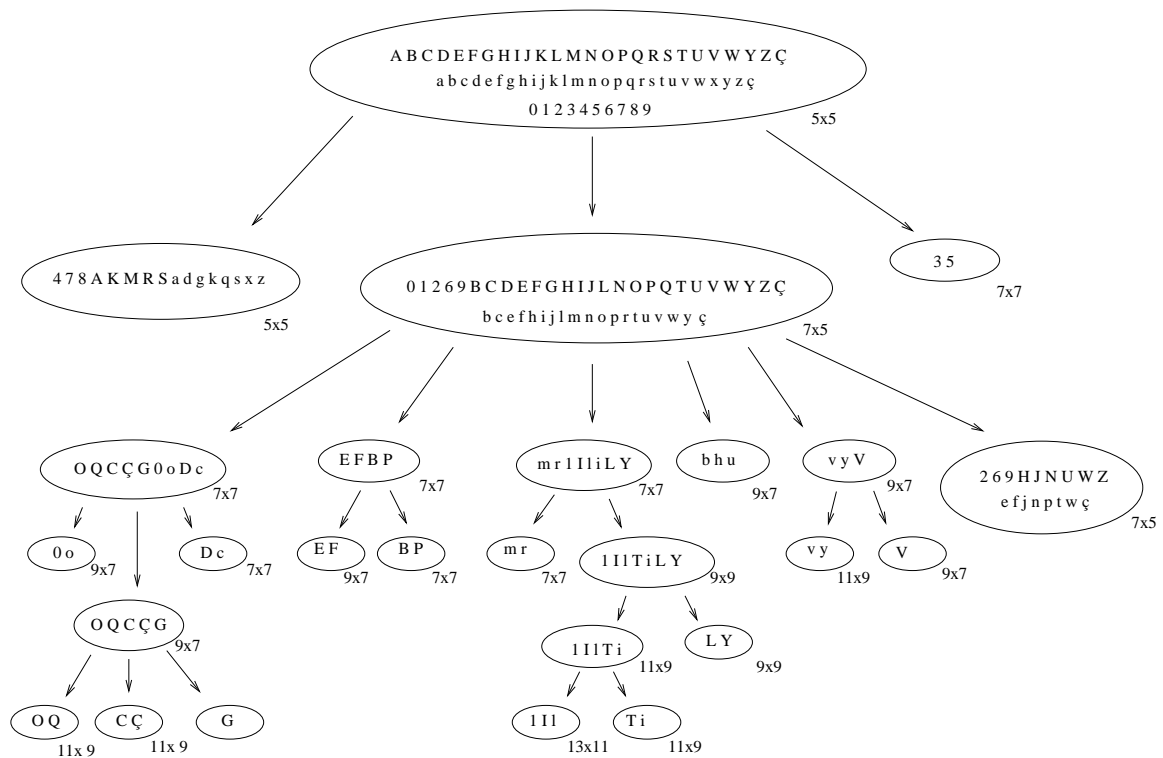 A B C D E F G H I J K L M N O P Q R S T U V W Y Z Ç
a b c d e f g h i j k l m n o p q r s t u v w x y z ç
0 1 2 3 4 5 6 7 8 9
5x5
4 7 8 A K M R S a d g k q s x z
5x5
0 1 2 6 9 B C D E F G H I J L N O P Q T U V W Y Z Ç
b c e f h i j l m n o p r t u v w y ç
7x5
3 5
7x7
O Q C Ç G 0 o D c
7x7
E F B P
7x7
m r 1 I l i L Y
7x7
b h u
9x7
v y V
9x7
2 6 9 H J N U W Z
e f j n p t w ç
7x5
0 o
9x7
D c
7x7
E F
9x7
B P
7x7
m r
7x7
1 I l T i L Y
9x9
v y
11x9
V
9x7
O Q C Ç G
9x7
1 I l T i
11x9
L Y
9x9
O Q
11x 9
C Ç
11x 9
G
1 I l
13x11
T i
11x9